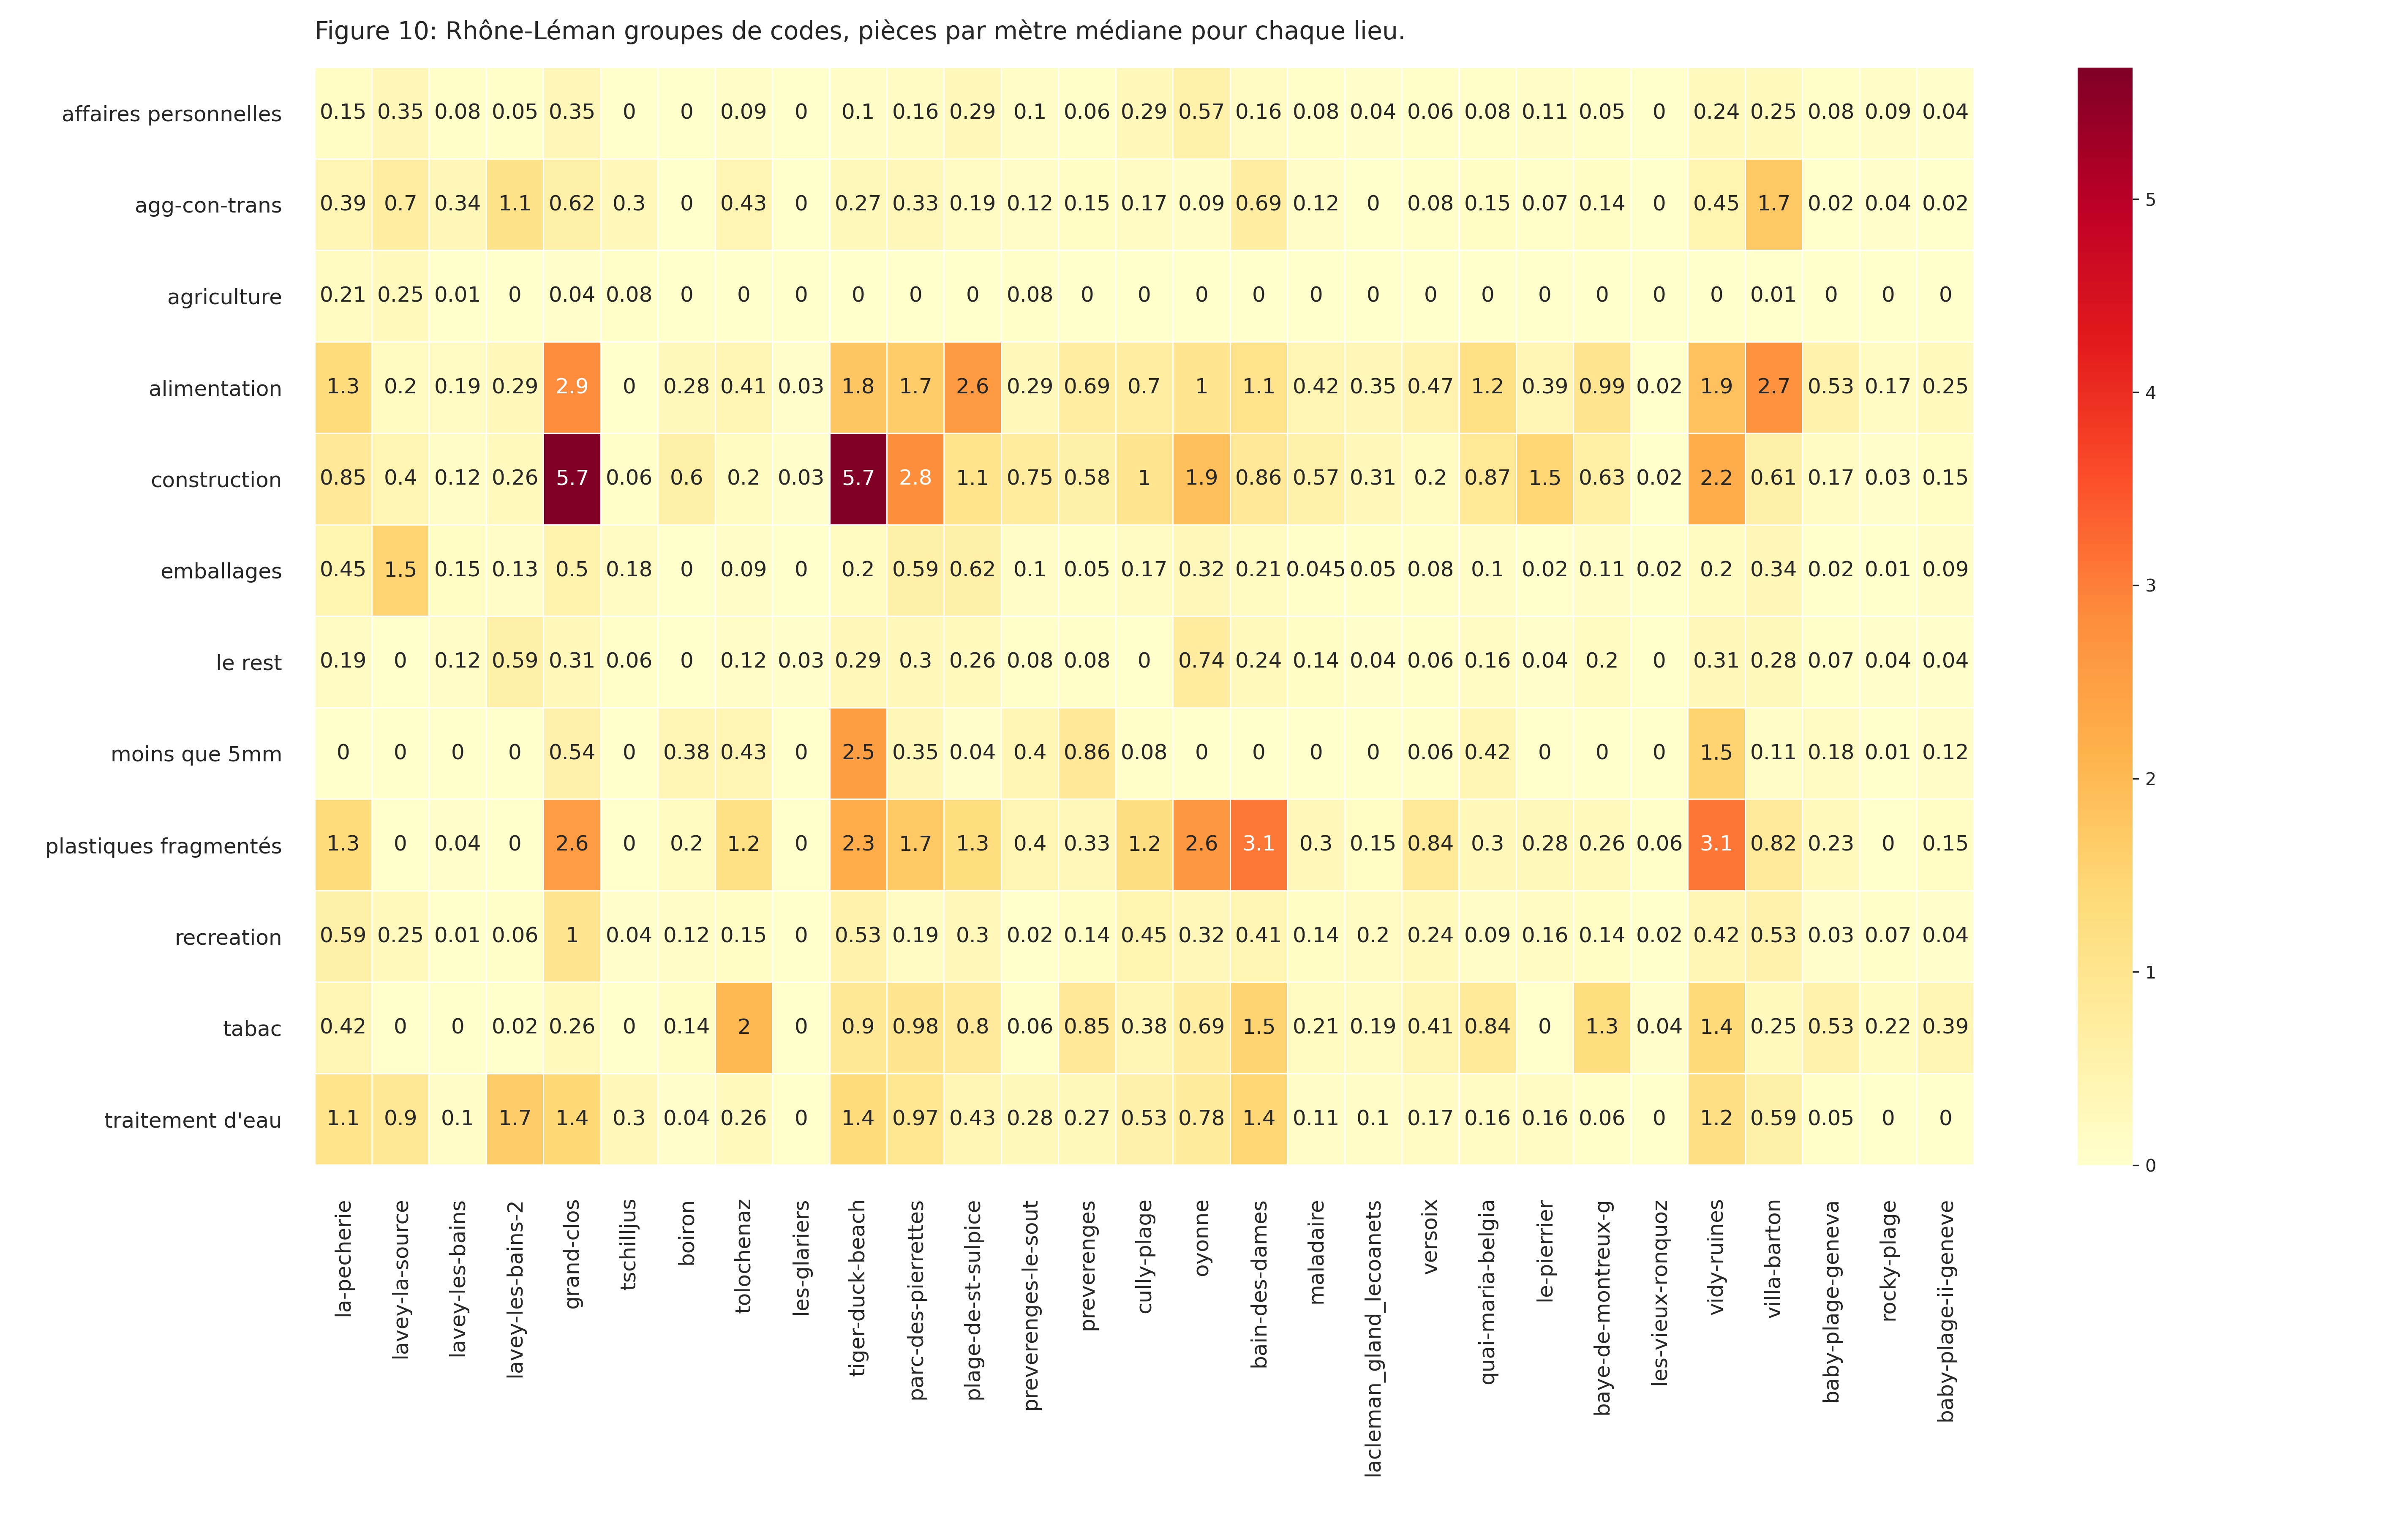 Figure 10: Rhône-Léman groupes de codes, pièces par mètre médiane pour chaque lieu.
affaires personnelles 0.15 0.35 0.08 0.05 0.35 0 0 0.09 0 0.1 0.16 0.29 0.1 0.06 0.29 0.57 0.16 0.08 0.04 0.06 0.08 0.11 0.05 0 0.24 0.25 0.08 0.09 0.04
agg-con-trans 0.39 0.7 0.34 1.1 0.62 0.3 0 0.43 0 0.27 0.33 0.19 0.12 0.15 0.17 0.09 0.69 0.12 0 0.08 0.15 0.07 0.14 0 0.45 1.7 0.02 0.04 0.02
agriculture 0.21 0.25 0.01 0 0.04 0.08 0 0 0 0 0 0 0.08 0 0 0 0 0 0 0 0 0 0 0 0 0.01 0 0 0
alimentation 1.3 0.2 0.19 0.29 2.9 0 0.28 0.41 0.03 1.8 1.7 2.6 0.29 0.69 0.7 1 1.1 0.42 0.35 0.47 1.2 0.39 0.99 0.02 1.9 2.7 0.53 0.17 0.25
construction 0.85 0.4 0.12 0.26 5.7 0.06 0.6 0.2 0.03 5.7 2.8 1.1 0.75 0.58 1 1.9 0.86 0.57 0.31 0.2 0.87 1.5 0.63 0.02 2.2 0.61 0.17 0.03 0.15
emballages 0.45 1.5 0.15 0.13 0.5 0.18 0 0.09 0 0.2 0.59 0.62 0.1 0.05 0.17 0.32 0.21 0.045 0.05 0.08 0.1 0.02 0.11 0.02 0.2 0.34 0.02 0.01 0.09
le rest 0.19 0 0.12 0.59 0.31 0.06 0 0.12 0.03 0.29 0.3 0.26 0.08 0.08 0 0.74 0.24 0.14 0.04 0.06 0.16 0.04 0.2 0 0.31 0.28 0.07 0.04 0.04
moins que 5mm 0 0 0 0 0.54 0 0.38 0.43 0 2.5 0.35 0.04 0.4 0.86 0.08 0 0 0 0 0.06 0.42 0 0 0 1.5 0.11 0.18 0.01 0.12
plastiques fragmentés 1.3 0 0.04 0 2.6 0 0.2 1.2 0 2.3 1.7 1.3 0.4 0.33 1.2 2.6 3.1 0.3 0.15 0.84 0.3 0.28 0.26 0.06 3.1 0.82 0.23 0 0.15
recreation 0.59 0.25 0.01 0.06 1 0.04 0.12 0.15 0 0.53 0.19 0.3 0.02 0.14 0.45 0.32 0.41 0.14 0.2 0.24 0.09 0.16 0.14 0.02 0.42 0.53 0.03 0.07 0.04
tabac 0.42 0 0 0.02 0.26 0 0.14 2 0 0.9 0.98 0.8 0.06 0.85 0.38 0.69 1.5 0.21 0.19 0.41 0.84 0 1.3 0.04 1.4 0.25 0.53 0.22 0.39
traitement d'eau 1.1 0.9 0.1 1.7 1.4 0.3 0.04 0.26 0 1.4 0.97 0.43 0.28 0.27 0.53 0.78 1.4 0.11 0.1 0.17 0.16 0.16 0.06 0 1.2 0.59 0.05 0 0
la-pecherie
lavey-la-source
lavey-les-bains
lavey-les-bains-2
grand-clos
tschilljus
boiron
tolochenaz
les-glariers
tiger-duck-beach
parc-des-pierrettes
plage-de-st-sulpice
preverenges-le-sout
preverenges
cully-plage
oyonne
bain-des-dames
maladaire
lacleman_gland_lecoanets
versoix
quai-maria-belgia
le-pierrier
baye-de-montreux-g
les-vieux-ronquoz
vidy-ruines
villa-barton
baby-plage-geneva
rocky-plage
baby-plage-ii-geneve
5
4
3
2
1
0